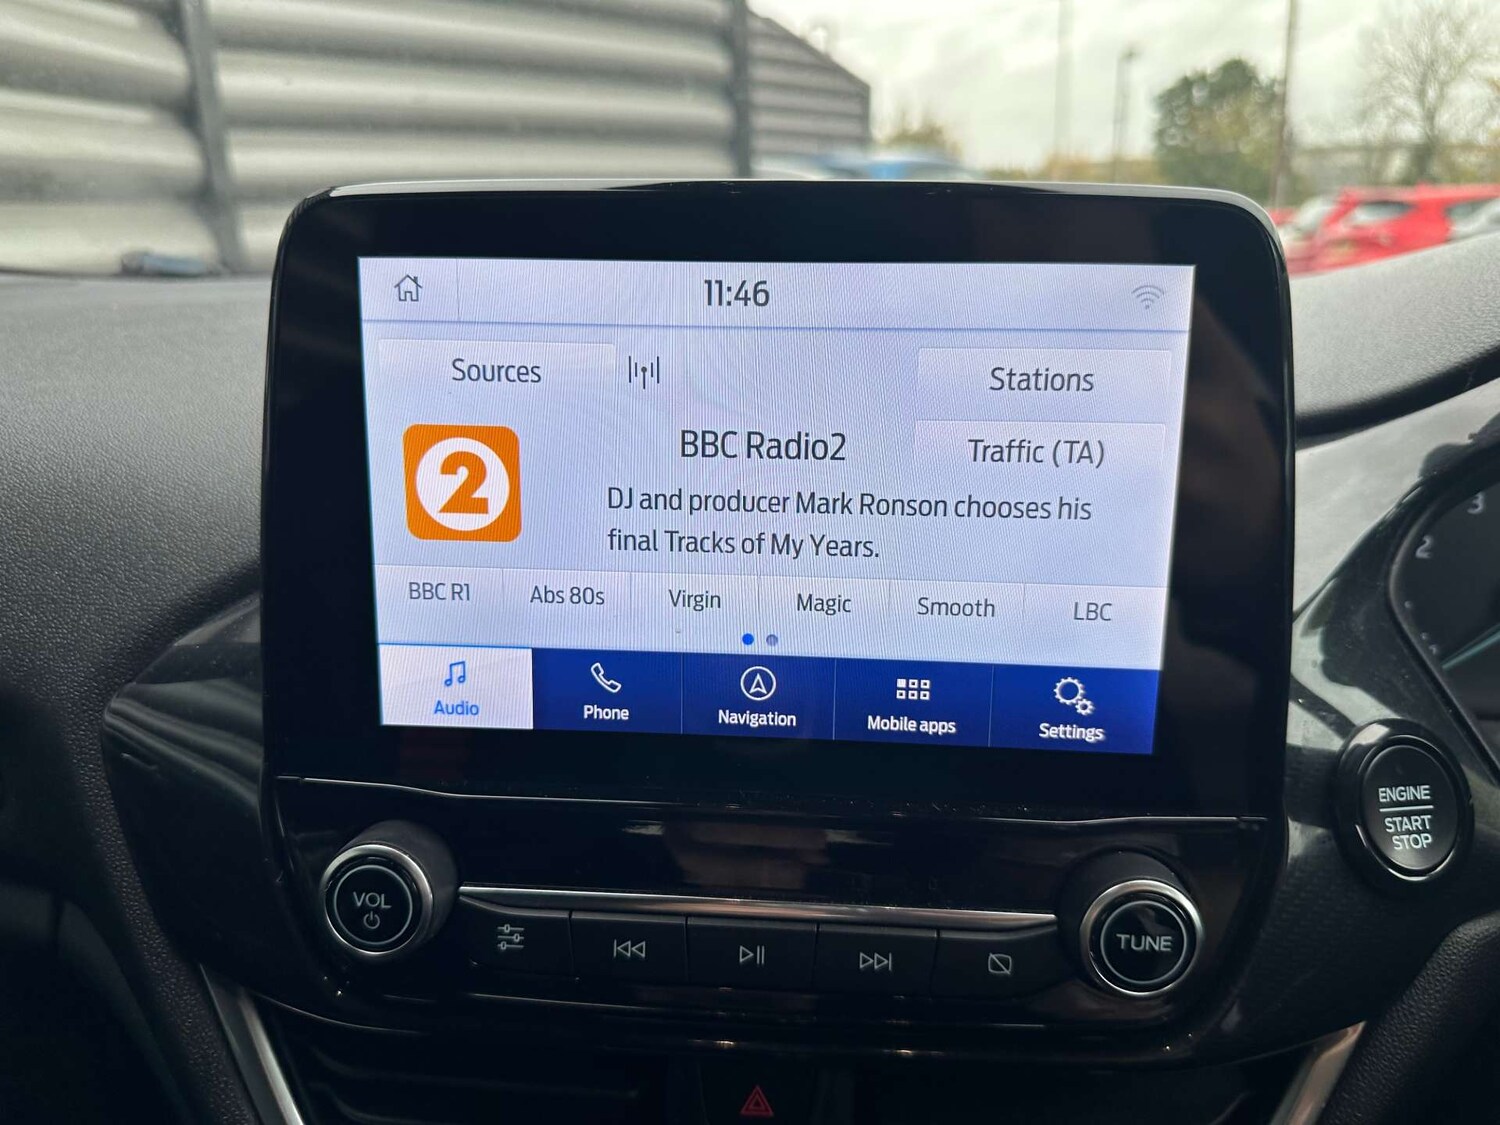 11:46
Sources
Stations
2
BBC Radio2
Traffic (TA)
DJ and producer Mark Ronson chooses his
final Tracks of My Years.
BBC R1
Abs 80s
Virgin
Magic
Smooth
LBC
Audio
Phone
Navigation
Mobile apps
Settings
VOL
TUNE
ENGINE
START
STOP
3
2